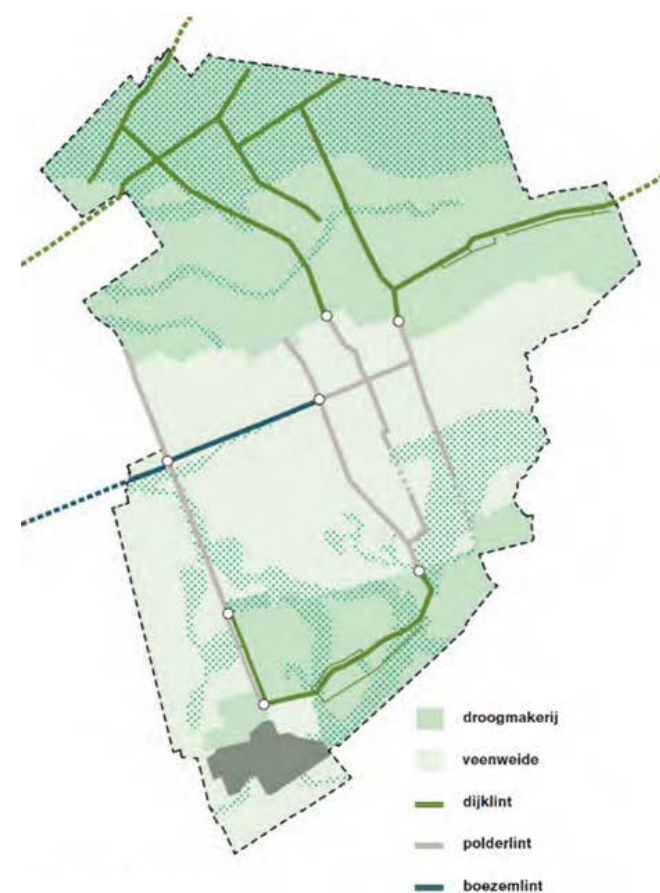 droogmakerij
veenweide
dijklint
polderlint
boezemlint